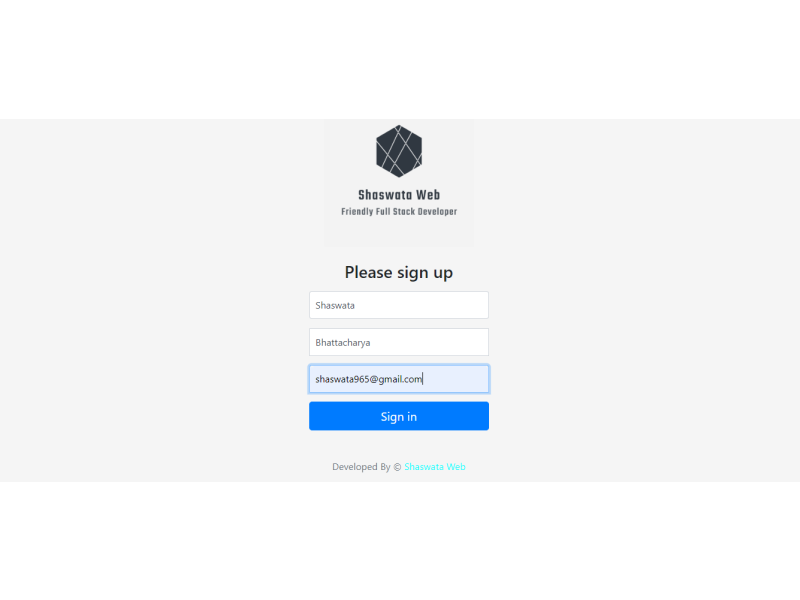 Shaswata Web
Friendly Full Stack Developer
Please sign up
Shaswata
Bhattacharya
shaswata965@gmail.com
Sign in
Developed By © Shaswata Web